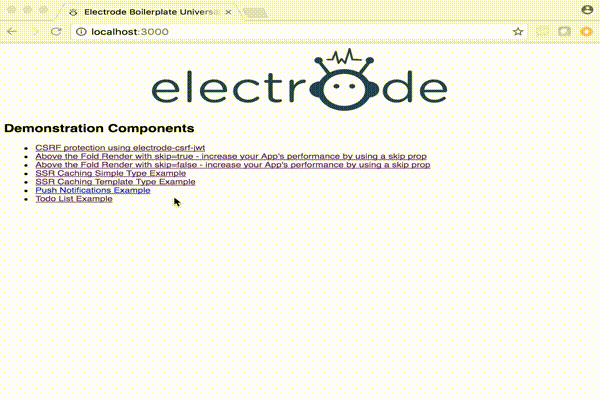 Electrode Boilerplate Univers
localhost:3000
electrode
Demonstration Components
CSRF protection using electrode-csrf-jwt
Above the Fold Render with skip=true - increase your App's performance by using a skip prop
Above the Fold Render with skip=false - increase your App's performance by using a skip prop
SSR Caching Simple Type Example
SSR Caching Template Type Example
Push Notifications Example
Todo List Example